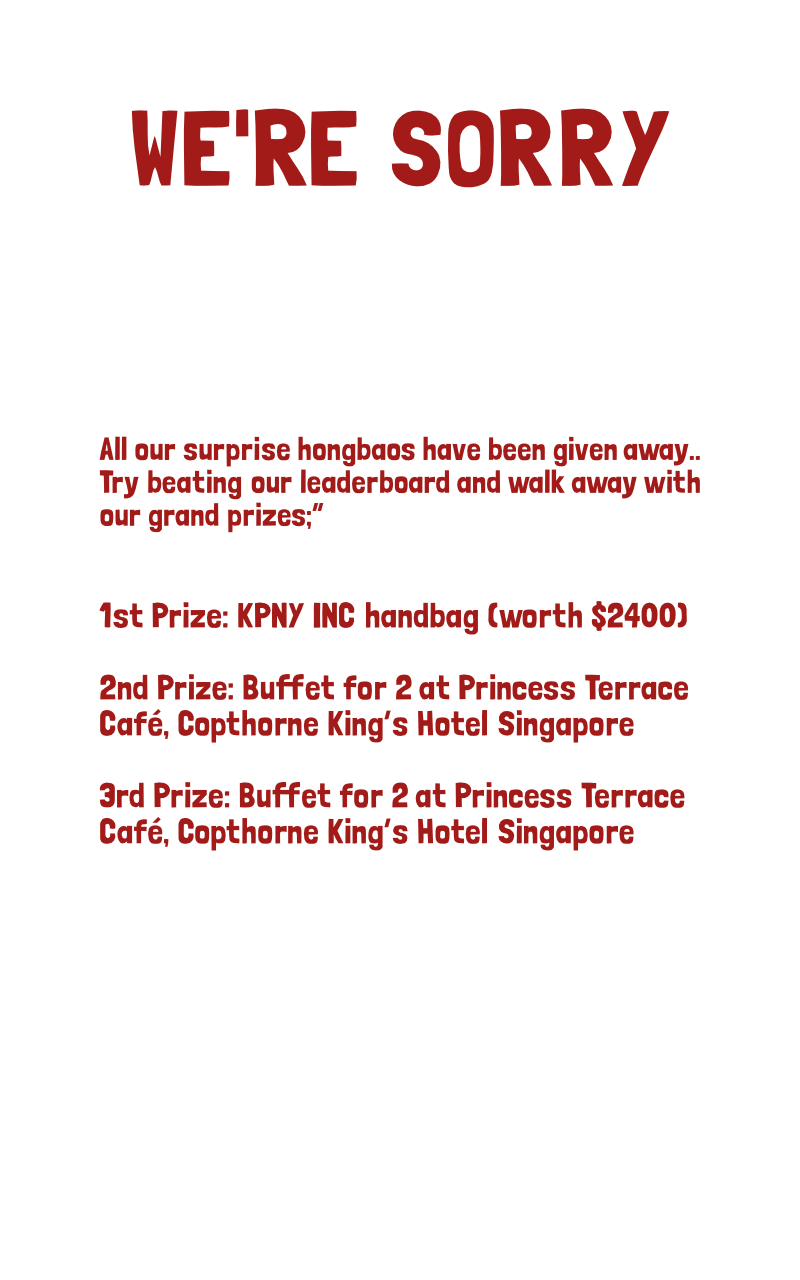 WE'RE SORRY
All our surprise hongbaos have been given away..
Try beating our leaderboard and walk away with
our grand prizes;”
1st Prize: KPNY INC handbag (worth $2400)
2nd Prize: Buffet for 2 at Princess Terrace
Café, Copthorne King’s Hotel Singapore
3rd Prize: Buffet for 2 at Princess Terrace
Café, Copthorne King’s Hotel Singapore